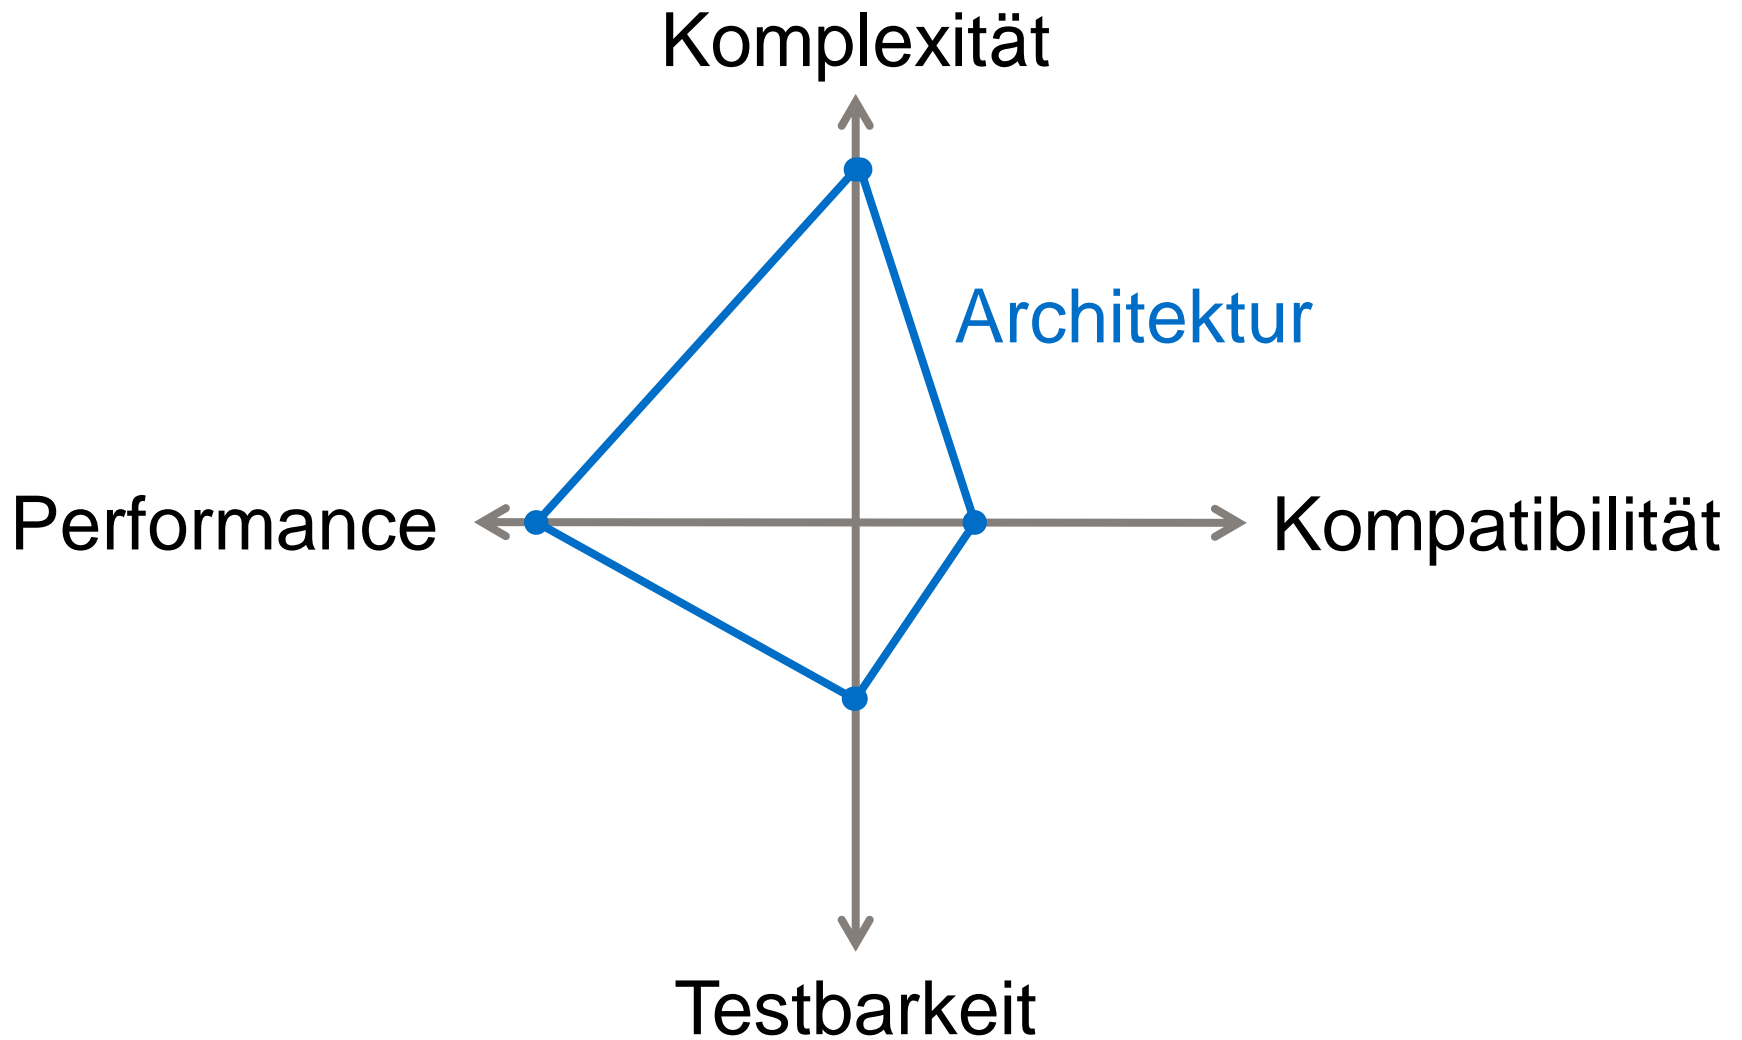 Komplexität
Architektur
Performance
Kompatibilität
Testbarkeit